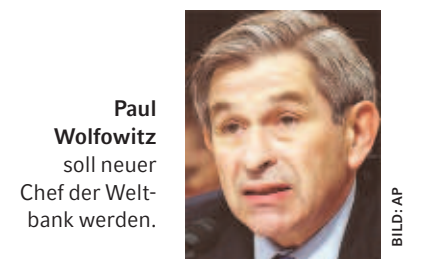 Paul
Wolfowitz
soll neuer
Chef der Welt-
bank werden.
BILD: AP